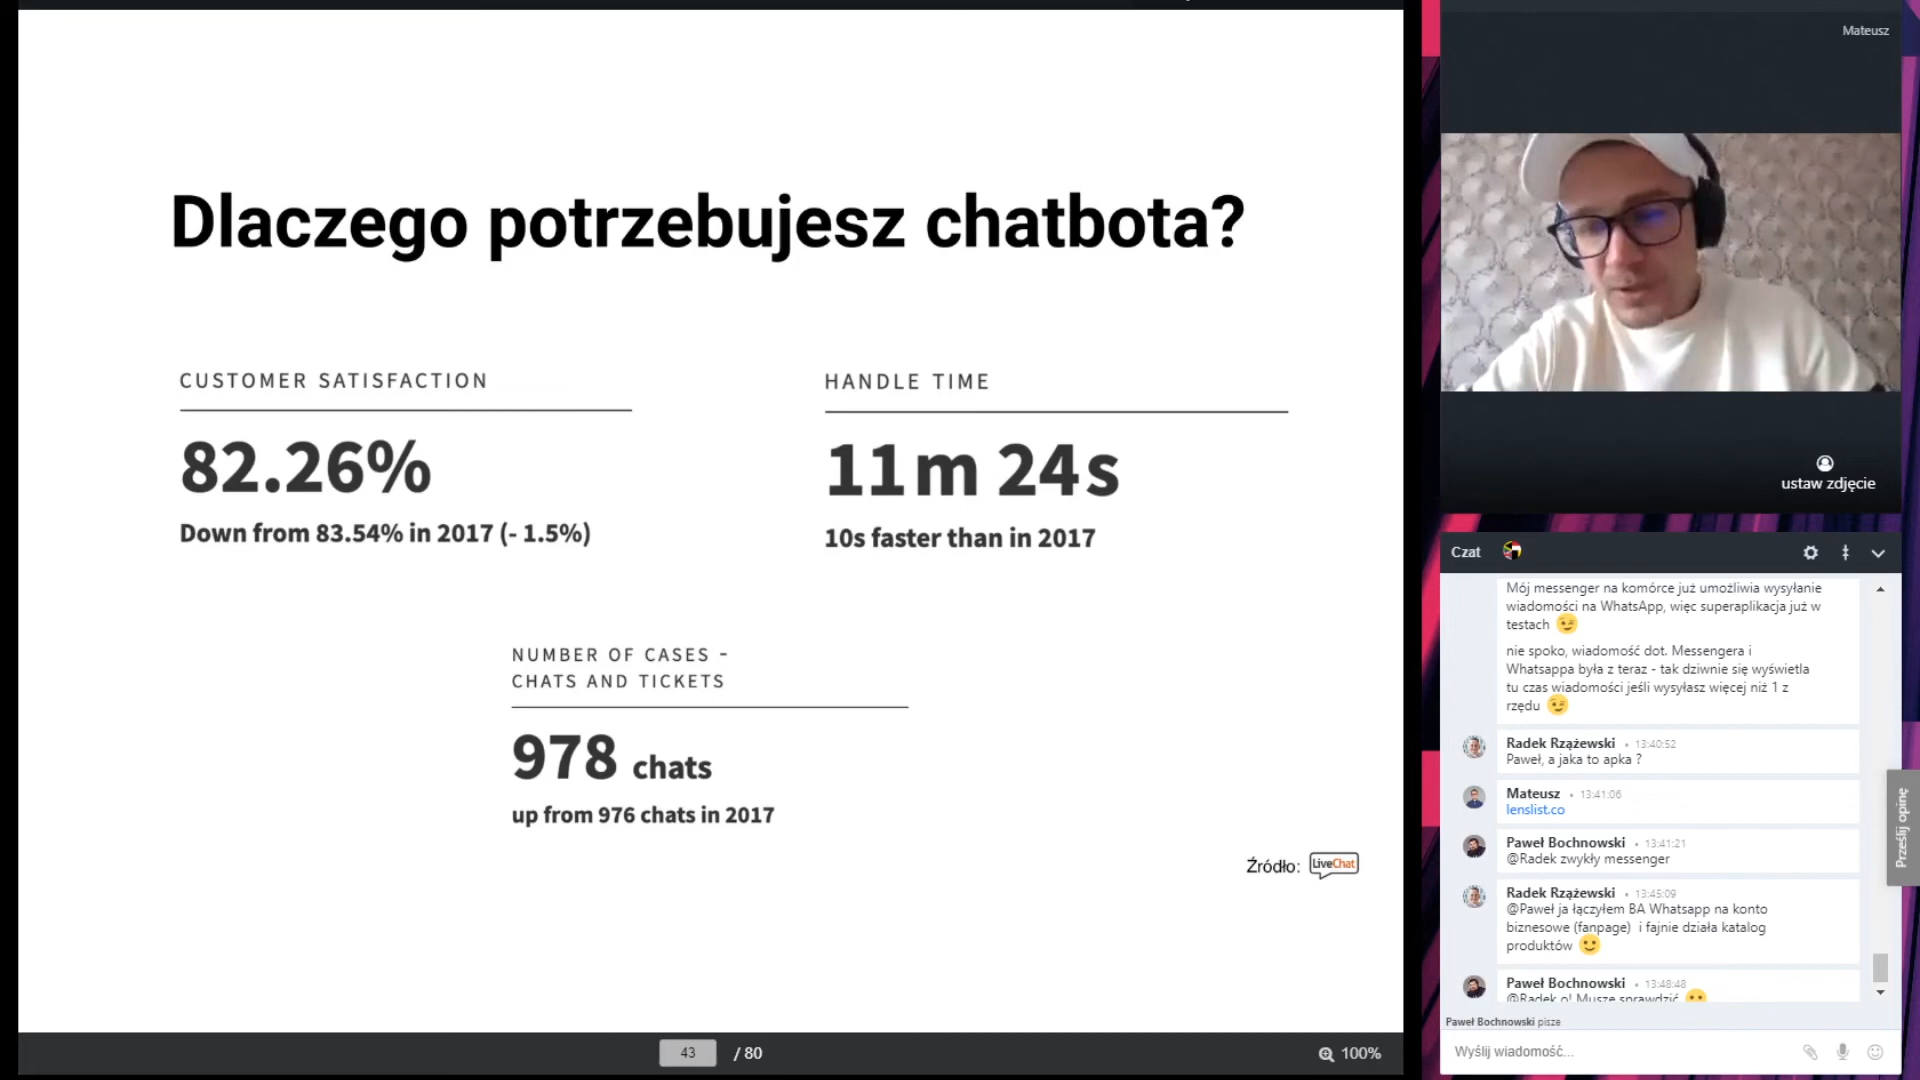 Dlaczego potrzebujesz chatbota?
CUSTOMER SATISFACTION
82.26%
Down from 83.54% in 2017 (- 1.5%)
HANDLE TIME
11m 24s
10s faster than in 2017
NUMBER OF CASES -
CHATS AND TICKETS
978 chats
up from 976 chats in 2017
Źródło: LiveChat
43 / 80
100%
Mateusz
ustaw zdjęcie
Czat
Mój messenger na komórce już umożliwia wysyłanie
wiadomości na WhatsApp, więc superaplikacja już w
testach 😉
nie spoko, wiadomość dot. Messengera i
Whatsappa była z teraz - tak dziwnie się wyświetla
tu czas wiadomości jeśli wysyłasz więcej niż 1 z
rzędu 😉
Radek Rzążewski • 13:40:52
Paweł, a jaka to apka ?
Mateusz • 13:41:06
lenslist.co
Paweł Bochnowski • 13:41:21
@Radek zwykły messenger
Radek Rzążewski • 13:45:09
@Paweł ja łączyłem BA Whatsapp na konto
biznesowe (fanpage) i fajnie działa katalog
produktów 🙂
Paweł Bochnowski • 13:48:48
@Radek o! Muszę sprawdzić 🙂
Paweł Bochnowski pisze
Wyślij wiadomość...
Prześlij opinę